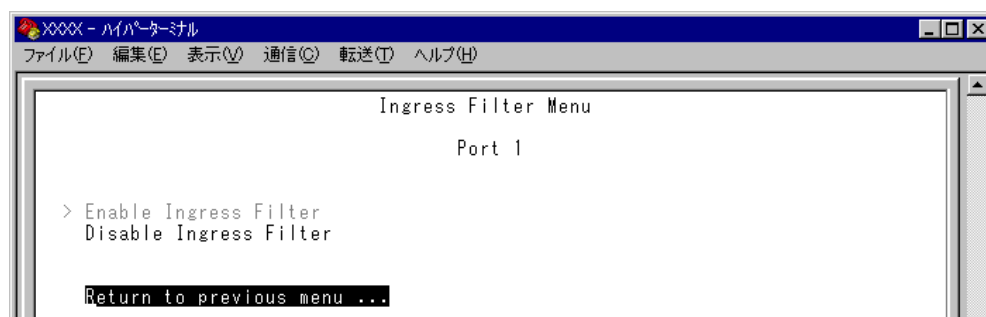 XXXX - ハイパーターミナル
ファイル(F) 編集(E) 表示(V) 通信(C) 転送(T) ヘルプ(H)
Ingress Filter Menu
Port 1
> Enable Ingress Filter
Disable Ingress Filter
Return to previous menu ...